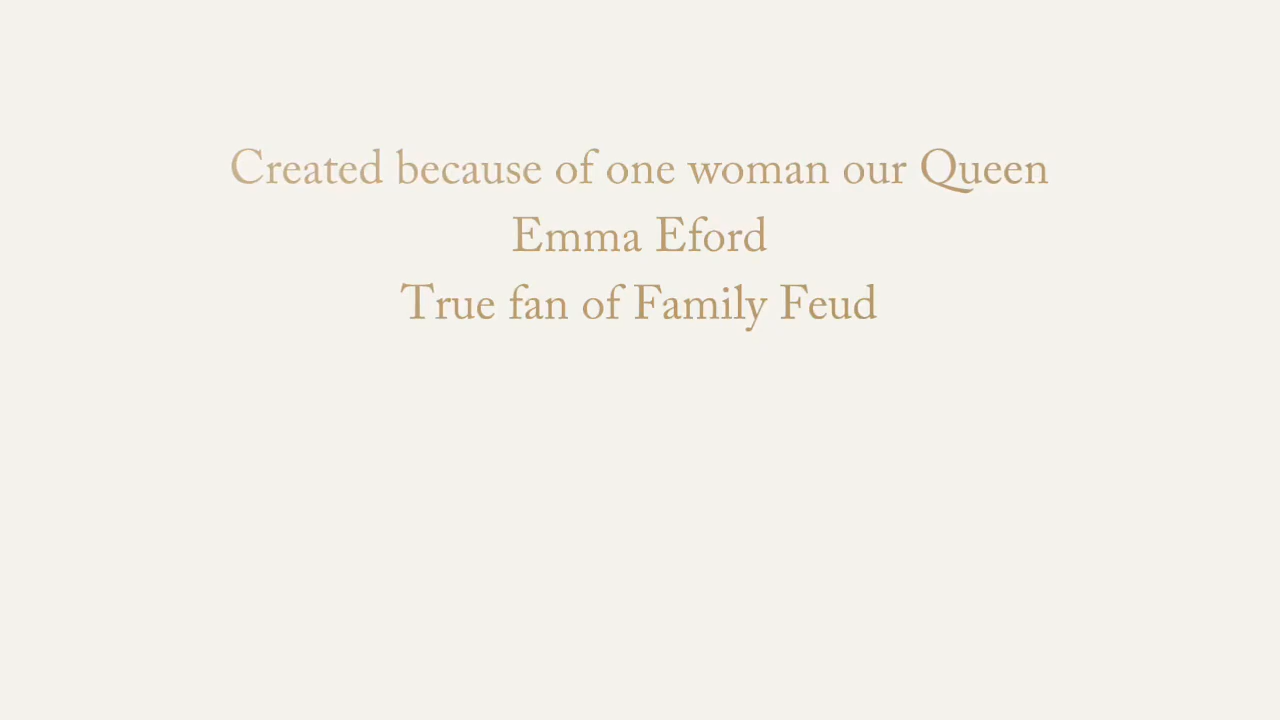 Created because of one woman our Queen
Emma Eford
True fan of Family Feud